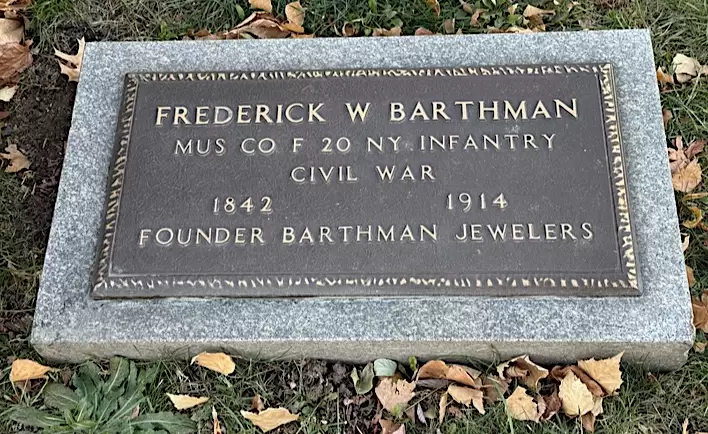 FREDERICK W BARTHMAN
MUS CO F 20 NY INFANTRY
CIVIL WAR
1842 1914
FOUNDER BARTHMAN JEWELERS